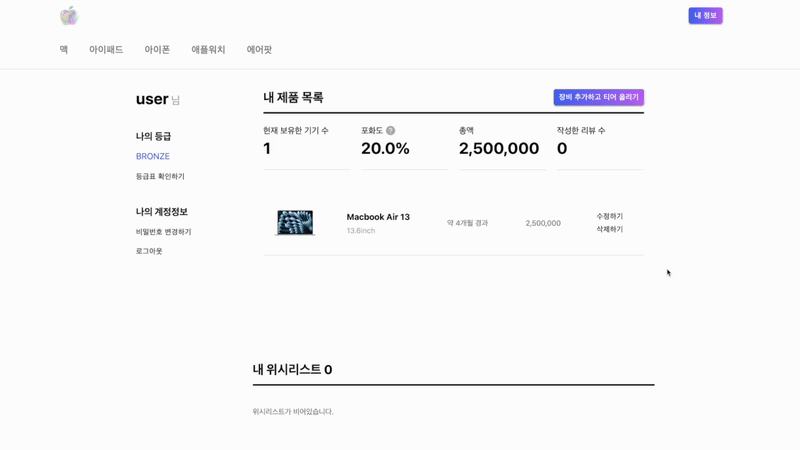 내 정보
맥 아이패드 아이폰 애플워치 에어팟
user 님
나의 등급
BRONZE
등급표 확인하기
나의 계정정보
비밀번호 변경하기
로그아웃
내 제품 목록
장비 추가하고 티어 올리기
현재 보유한 기기 수 포화도 ? 총액 작성한 리뷰 수
1 20.0% 2,500,000 0
Macbook Air 13
13.6inch
약 4개월 경과
2,500,000
수정하기
삭제하기
내 위시리스트 0
위시리스트가 비어있습니다.